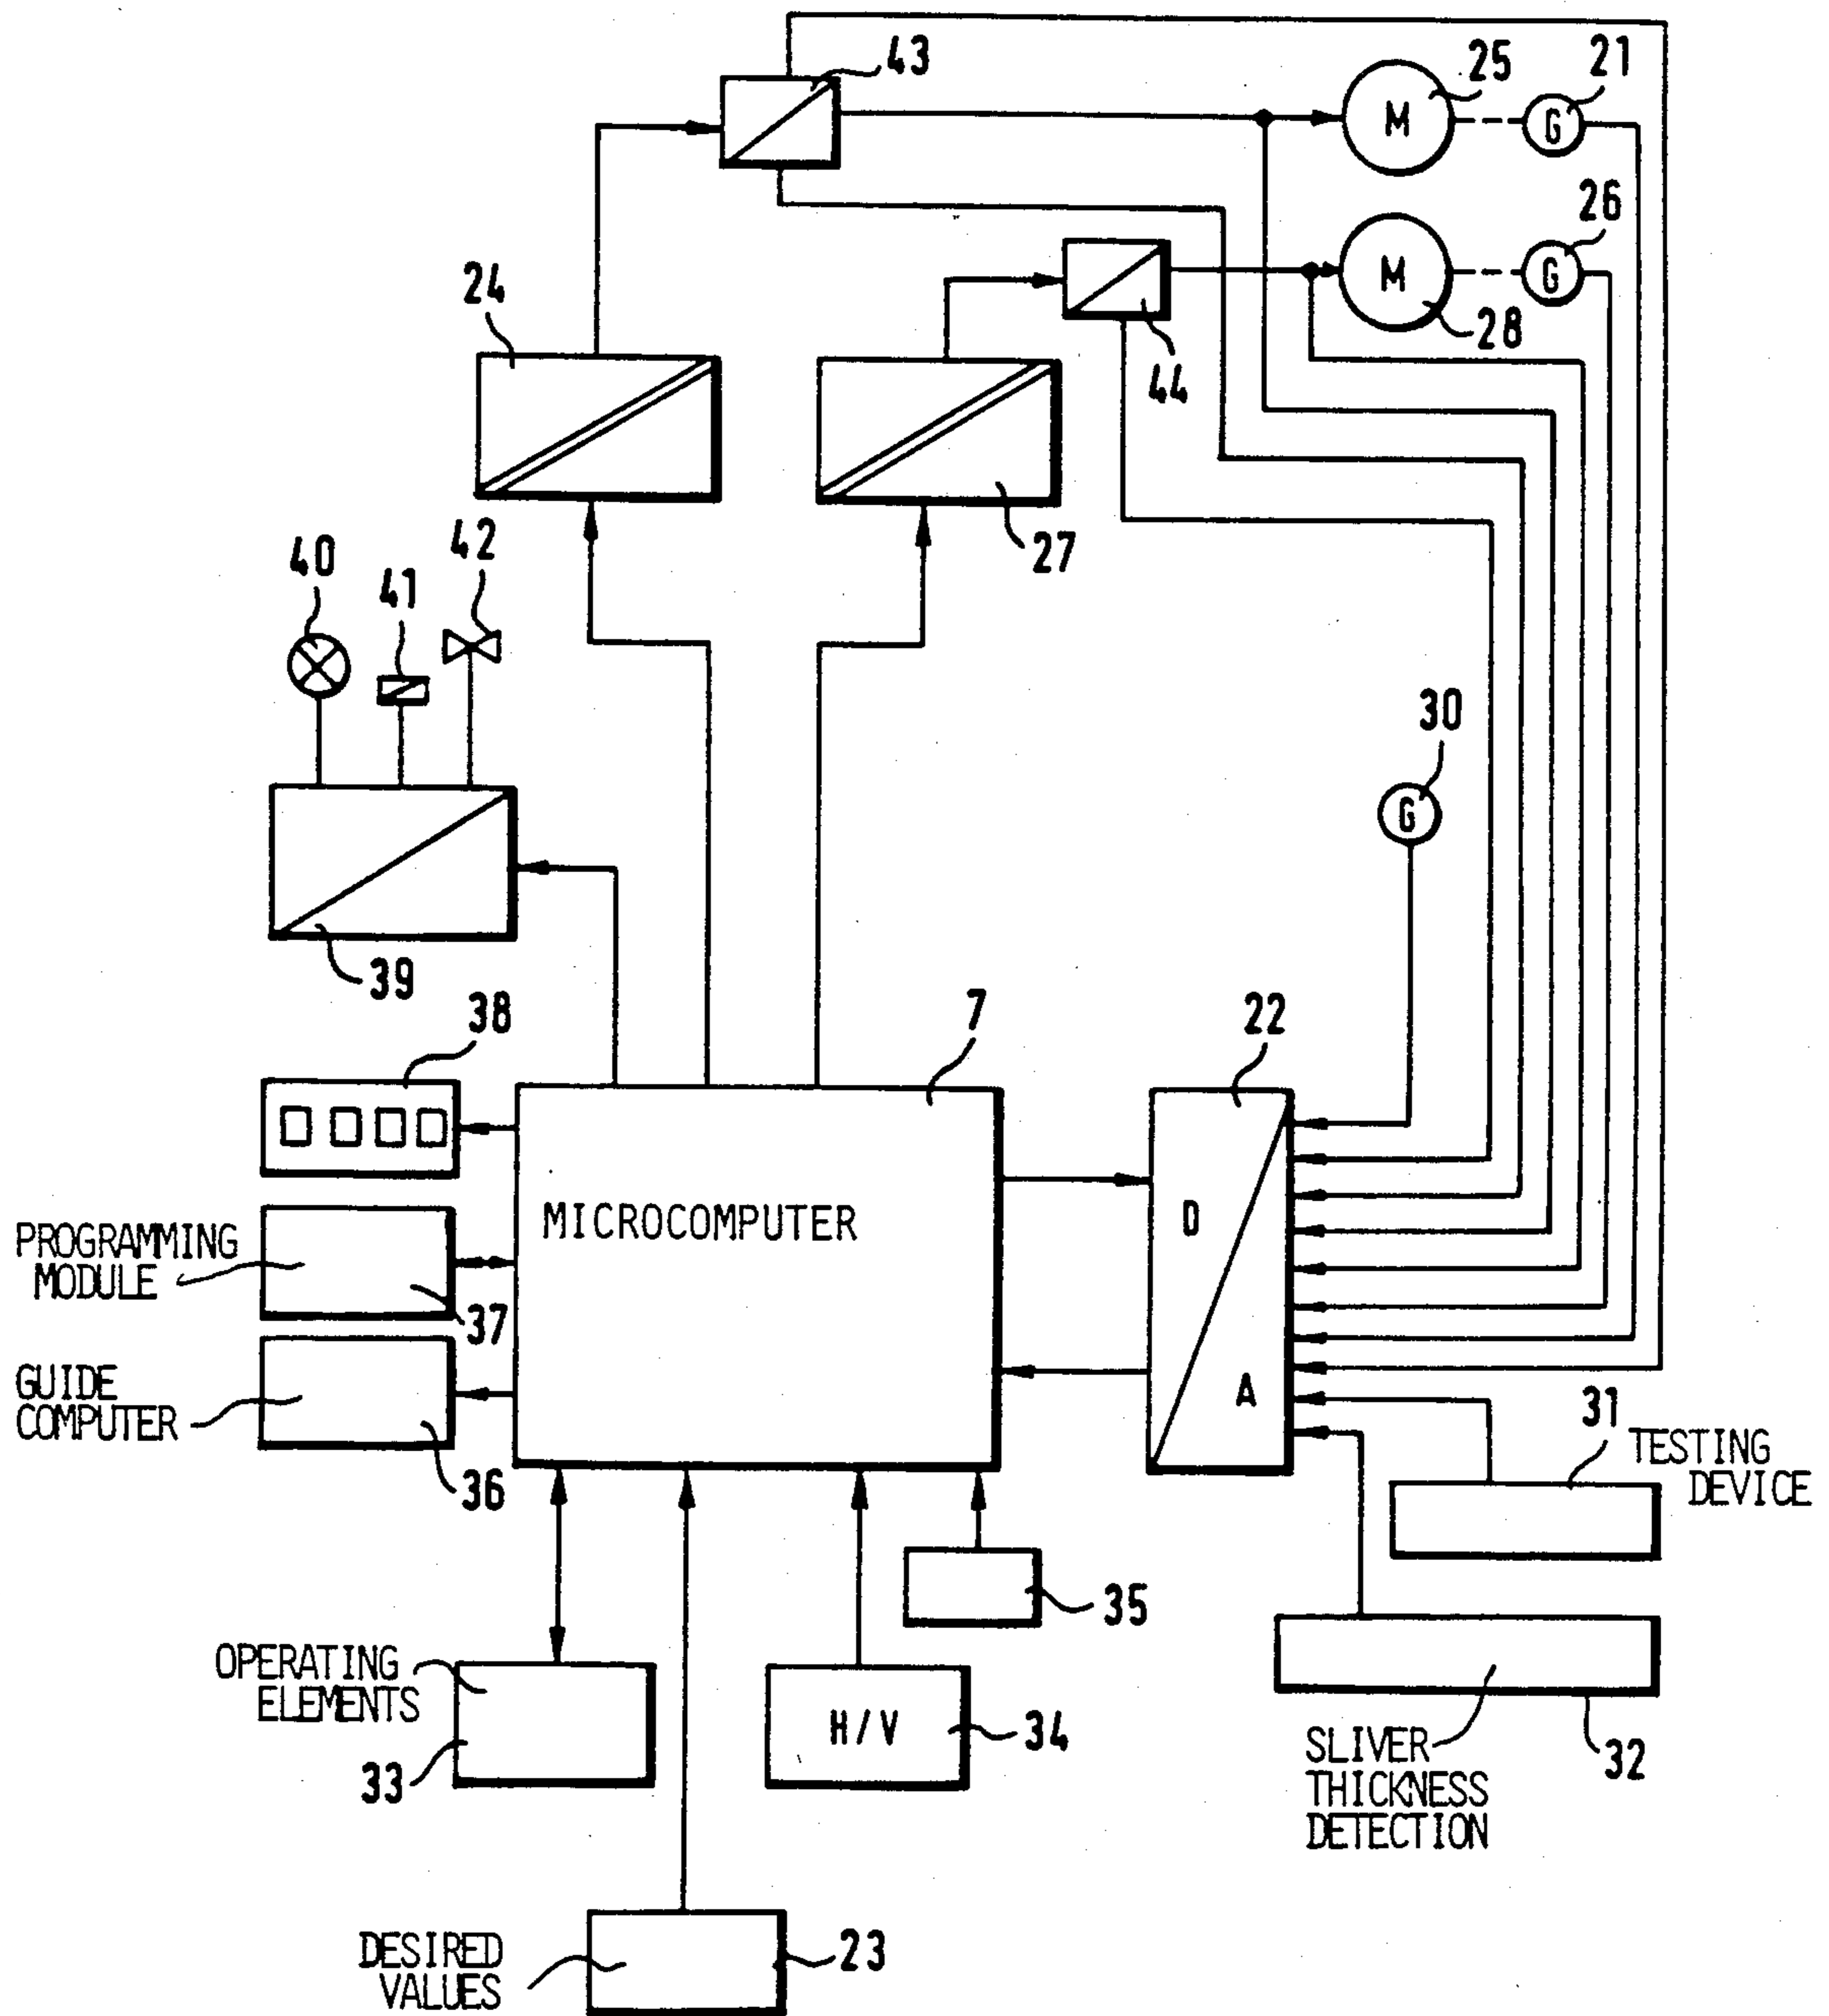 43
25
21
M
G
26
24
M
G
28
44
42
27
40
41
30
G
39
38
7
22
MICROCOMPUTER
D
PROGRAMMING
MODULE
37
A
GUIDE
COMPUTER
36
31
TESTING
DEVICE
35
OPERATING
ELEMENTS
33
H/V
34
SLIVER
THICKNESS
DETECTION
32
DESIRED
VALUES
23